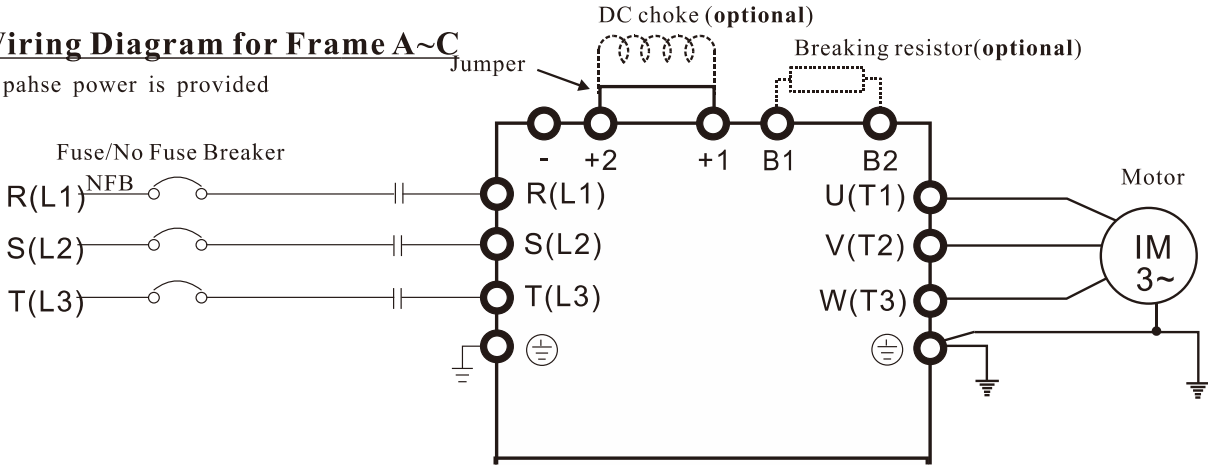 DC choke (optional)
Wiring Diagram for Frame A~C
Jumper
Breaking resistor(optional)
pahse power is provided
Fuse/No Fuse Breaker
- +2 +1 B1 B2
NFB
R(L1) R(L1) U(T1) Motor
S(L2) S(L2) V(T2) IM
3~
T(L3) T(L3) W(T3)